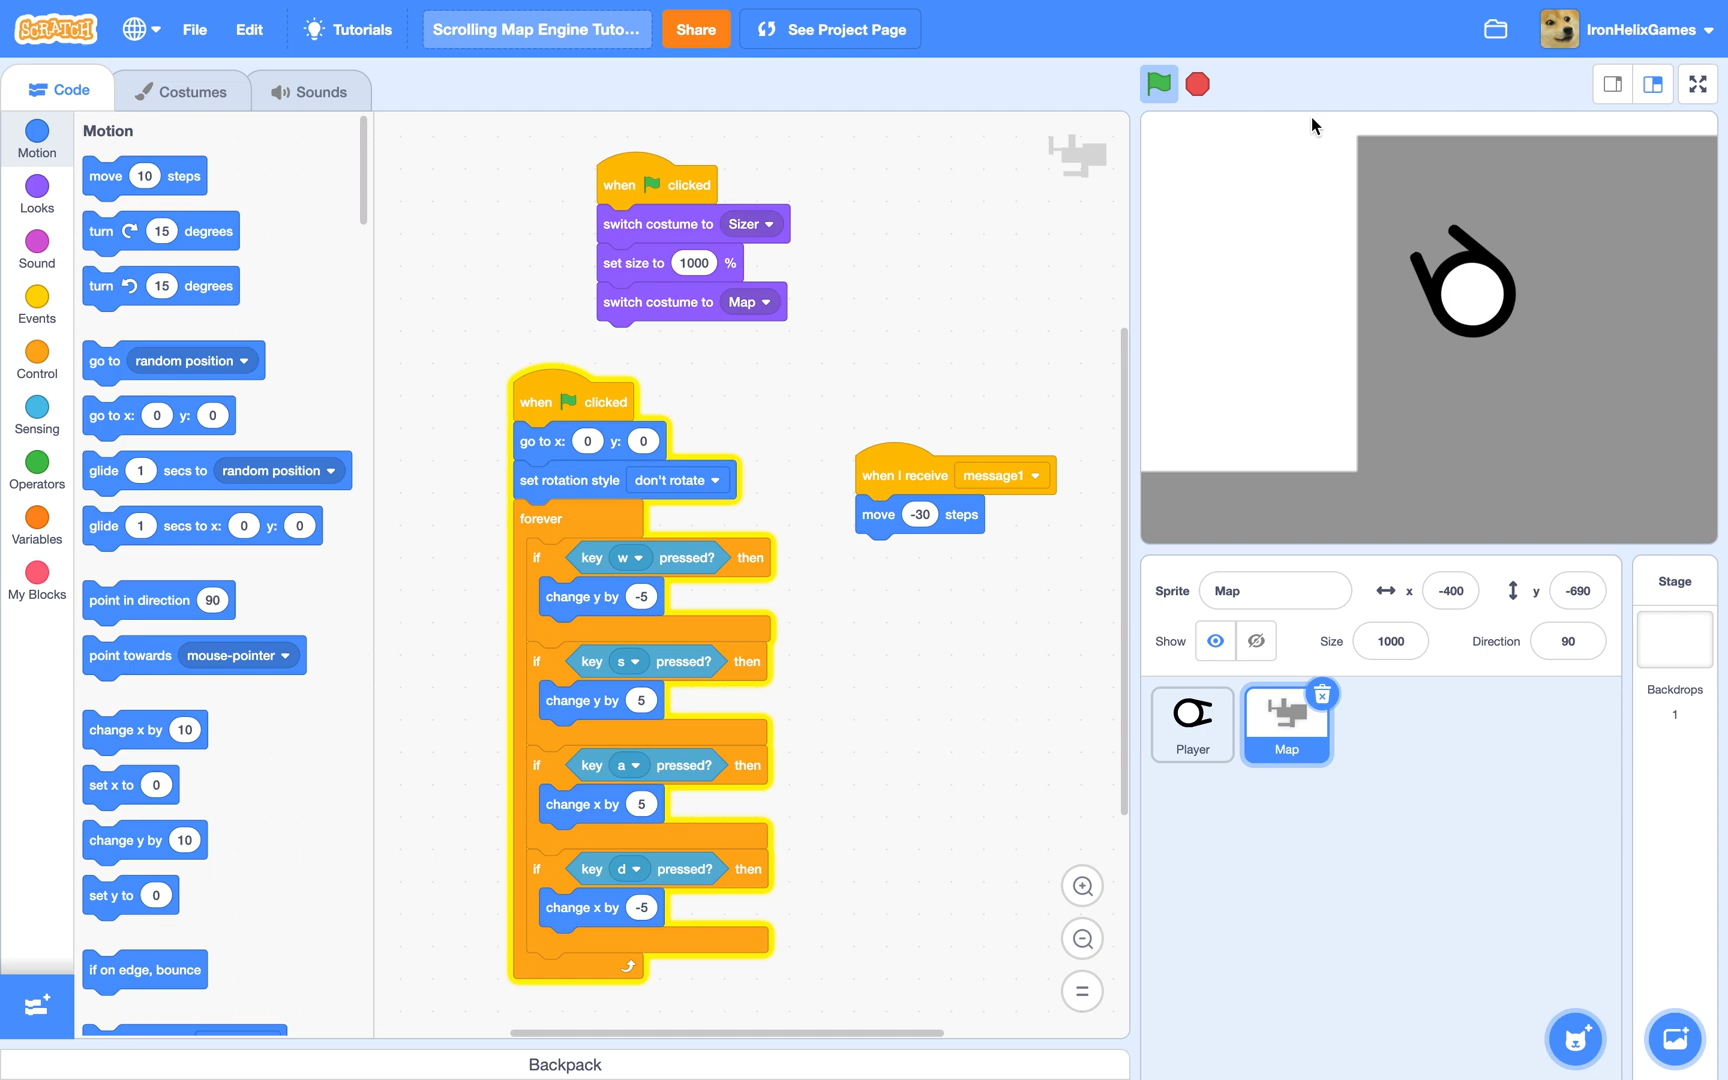 SCRATCH
File
Edit
Tutorials
Scrolling Map Engine Tuto...
Share
See Project Page
IronHelixGames
Code
Costumes
Sounds
Motion
Looks
Sound
Events
Control
Sensing
Operators
Variables
My Blocks
Motion
move 10 steps
turn 15 degrees
turn 15 degrees
go to random position
go to x: 0 y: 0
glide 1 secs to random position
glide 1 secs to x: 0 y: 0
point in direction 90
point towards mouse-pointer
change x by 10
set x to 0
change y by 10
set y to 0
if on edge, bounce
when clicked
switch costume to Sizer
set size to 1000 %
switch costume to Map
when clicked
go to x: 0 y: 0
set rotation style don't rotate
forever
if key w pressed? then
change y by -5
if key s pressed? then
change y by 5
if key a pressed? then
change x by 5
if key d pressed? then
change x by -5
when I receive message1
move -30 steps
Backpack
Sprite Map x -400 y -690
Show Size 1000 Direction 90
Player
Map
Stage
Backdrops
1